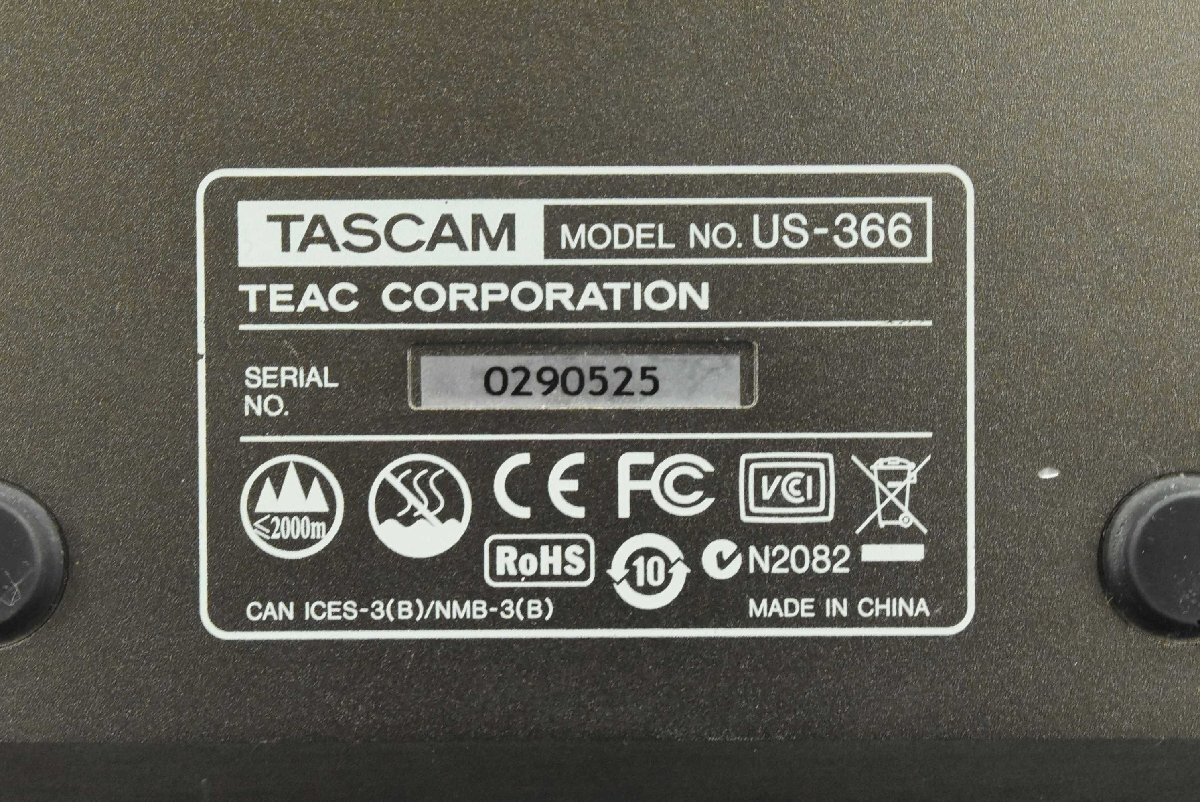 TASCAM MODEL NO. US-366
TEAC CORPORATION
SERIAL NO. 0290525
≤2000m
CE FC VCI
RoHS 10 N2082
CAN ICES-3(B)/NMB-3(B) MADE IN CHINA